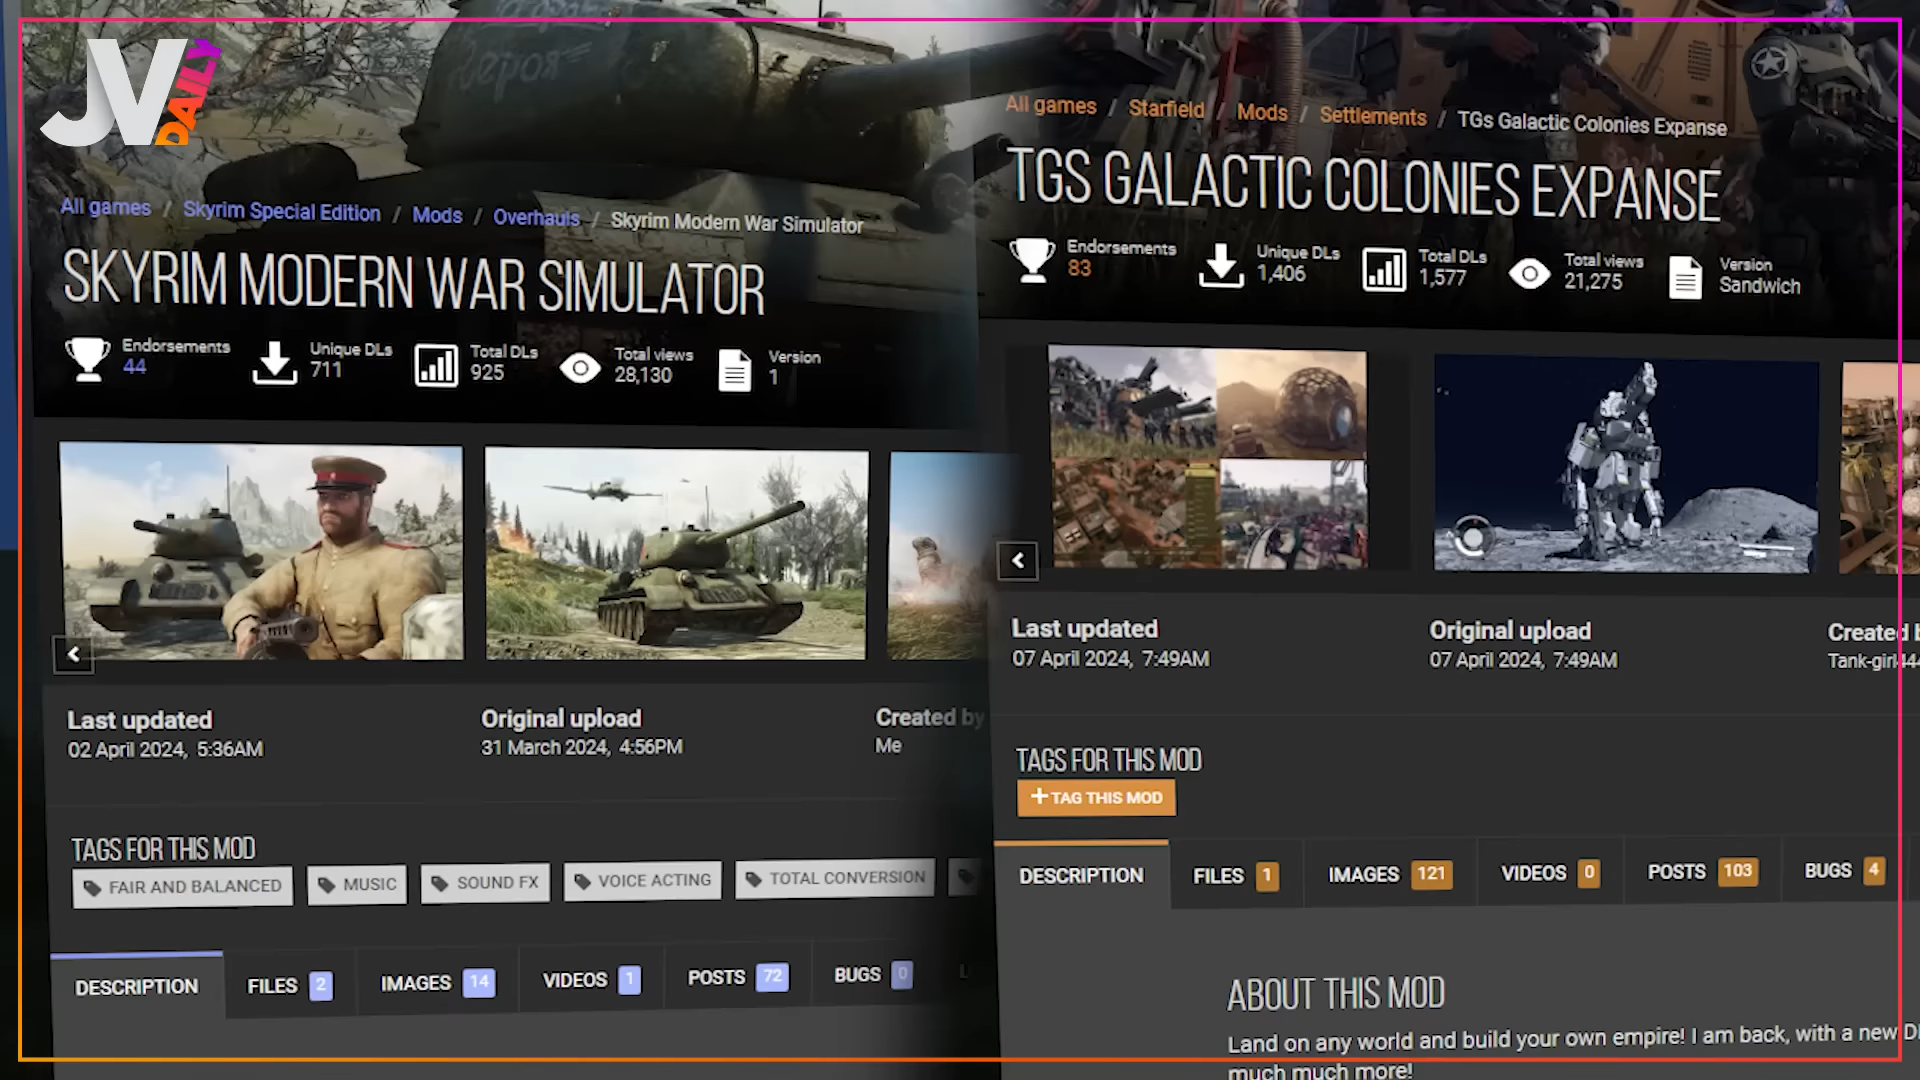 JV
DAILY
All games / Skyrim Special Edition / Mods / Overhauls / Skyrim Modern War Simulator
SKYRIM MODERN WAR SIMULATOR
Endorsements
44
Unique DLs
711
Total DLs
925
Total views
28,130
Version
1
Last updated
02 April 2024, 5:36AM
Original upload
31 March 2024, 4:56PM
Created by
Me
TAGS FOR THIS MOD
FAIR AND BALANCED
MUSIC
SOUND FX
VOICE ACTING
TOTAL CONVERSION
DESCRIPTION
FILES 2
IMAGES 14
VIDEOS 1
POSTS 72
BUGS 0
All games / Starfield / Mods / Settlements / TGs Galactic Colonies Expanse
TGS GALACTIC COLONIES EXPANSE
Endorsements
83
Unique DLs
1,406
Total DLs
1,577
Total views
21,275
Version
Sandwich
Last updated
07 April 2024, 7:49AM
Original upload
07 April 2024, 7:49AM
Created b
TAGS FOR THIS MOD
+ TAG THIS MOD
DESCRIPTION
FILES 1
IMAGES 121
VIDEOS 0
POSTS 103
BUGS 4
ABOUT THIS MOD
Land on any world and build your own empire! I am back, with a new D
much much more!